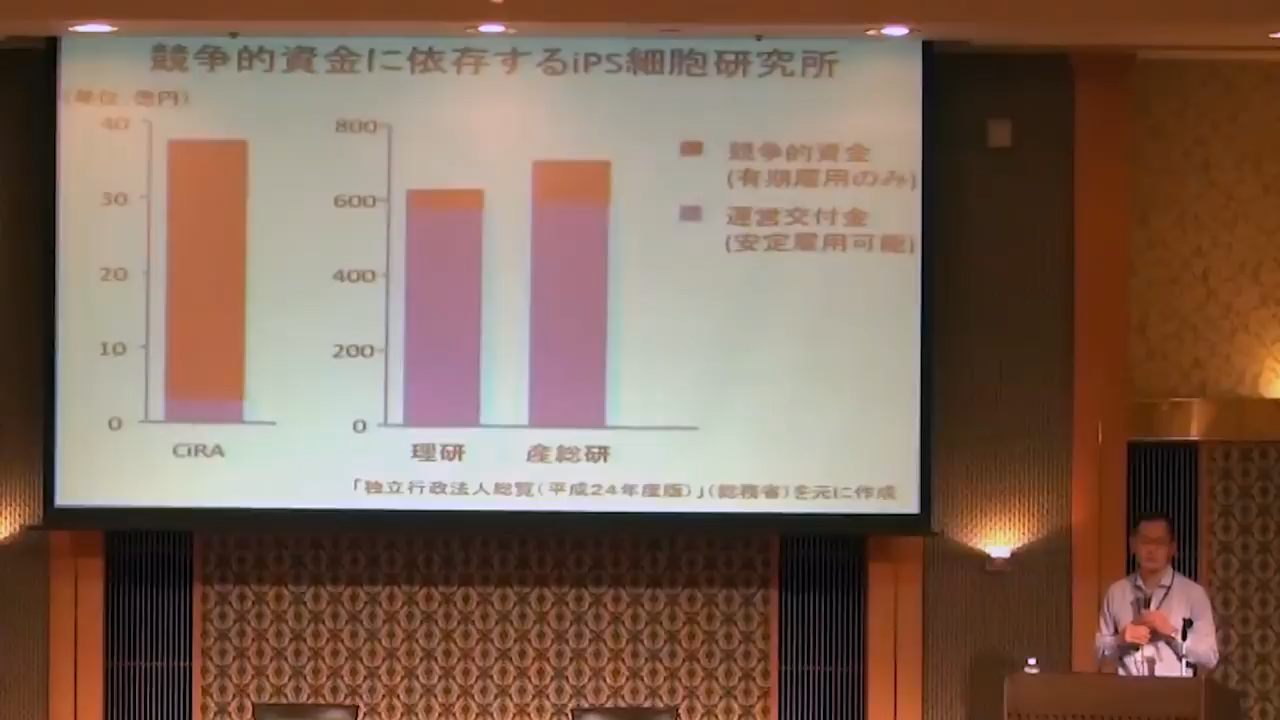 競争的資金に依存するiPS細胞研究所
(単位 億円)
40
30
20
10
0
CiRA
800
600
400
200
0
理研
産総研
競争的資金
(有期雇用のみ)
運営交付金
(安定雇用可能)
「独立行政法人総覧(平成24年度版)」(総務省)を元に作成